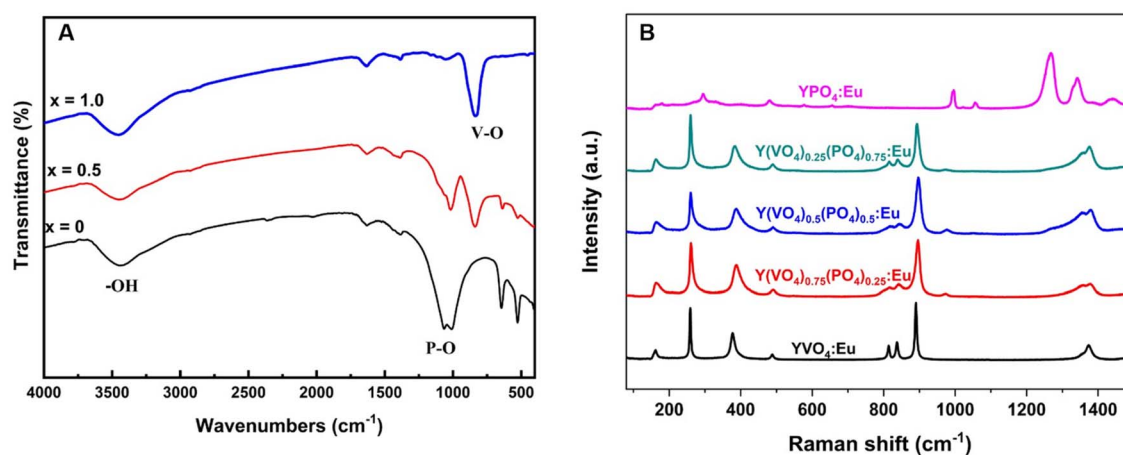 A
x = 1.0
V-O
x = 0.5
x = 0
-OH
P-O
Transmittance (%)
4000 3500 3000 2500 2000 1500 1000 500
Wavenumbers (cm⁻¹)
B
YPO₄:Eu
Y(VO₄)₀.₂₅(PO₄)₀.₇₅:Eu
Y(VO₄)₀.₅(PO₄)₀.₅:Eu
Y(VO₄)₀.₇₅(PO₄)₀.₂₅:Eu
YVO₄:Eu
Intensity (a.u.)
200 400 600 800 1000 1200 1400
Raman shift (cm⁻¹)